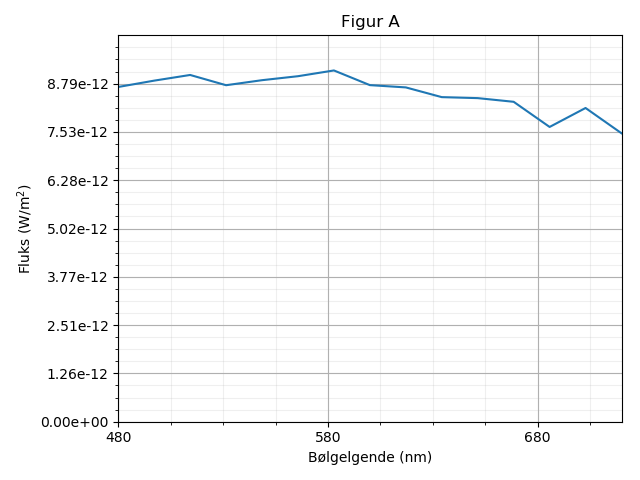 Figur A
8.79e-12
7.53e-12
6.28e-12
5.02e-12
3.77e-12
2.51e-12
1.26e-12
0.00e+00
Fluks (W/m²)
480 580 680
Bølgelgende (nm)